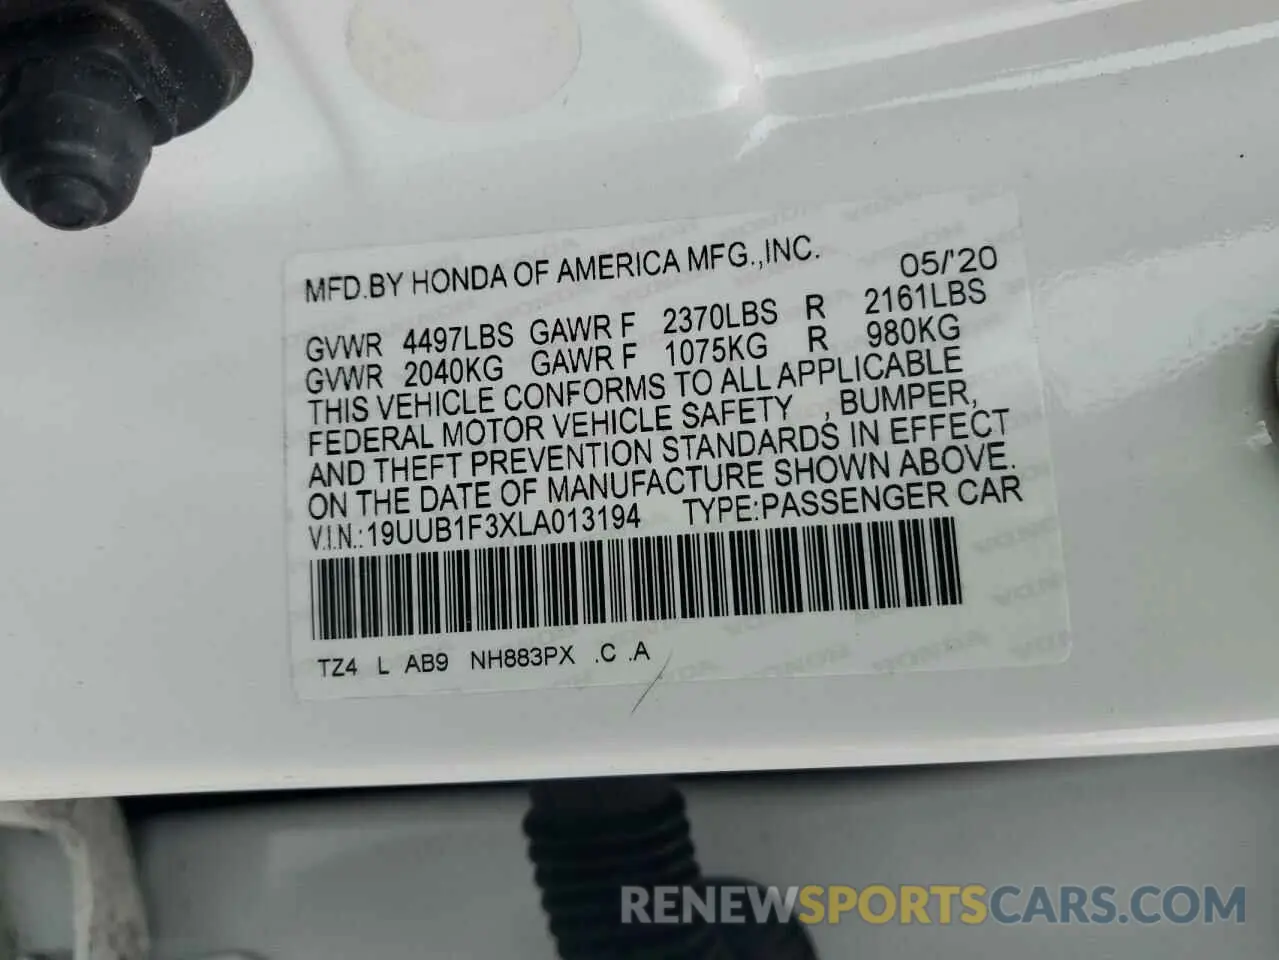 MFD.BY HONDA OF AMERICA MFG.,INC. 05/'20
GVWR 4497LBS GAWR F 2370LBS R 2161LBS
GVWR 2040KG GAWR F 1075KG R 980KG
THIS VEHICLE CONFORMS TO ALL APPLICABLE
FEDERAL MOTOR VEHICLE SAFETY , BUMPER,
AND THEFT PREVENTION STANDARDS IN EFFECT
ON THE DATE OF MANUFACTURE SHOWN ABOVE.
V.I.N.:19UUB1F3XLA013194 TYPE:PASSENGER CAR
TZ4 L AB9 NH883PX .C .A
RENEWSPORTSCARS.COM